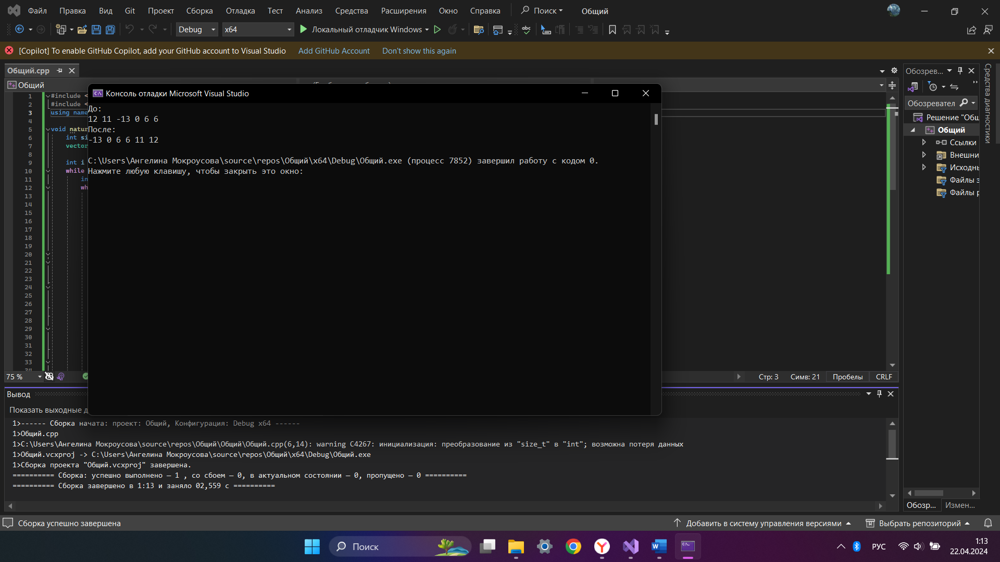 Файл Правка Вид Git Проект Сборка Отладка Тест Анализ Средства Расширения Окно Справка Поиск Общий
Debug x64 Локальный отладчик Windows
[Copilot] To enable GitHub Copilot, add your GitHub account to Visual Studio Add GitHub Account Don't show this again
Общий.cpp
Обозрев...
Общий
Средства диагностики
Консоль отладки Microsoft Visual Studio
1 #include <
2 #include <
3 using name
4
5 void natur
6 int si
7 vector
8
9 int i
10 while
11 in
12 wh
13
14
15
16
17
18
19
20
21
22
23
24
25
26
27
28
29
30
31
32
33
34
До:
12 11 -13 0 6 6
После:
-13 0 6 6 11 12
C:\Users\Ангелина Мокроусова\source\repos\Общий\x64\Debug\Общий.exe (процесс 7852) завершил работу с кодом 0.
Нажмите любую клавишу, чтобы закрыть это окно:
Обозревател
Решение "Общ
Общий
Ссылки
Внешни
Исходнь
Файлы з
Файлы р
75 % Стр: 3 Симв: 21 Пробелы CRLF
Вывод
Показать выходные д
1>------ Сборка начата: проект: Общий, Конфигурация: Debug x64 ------
1>Общий.cpp
1>C:\Users\Ангелина Мокроусова\source\repos\Общий\Общий\Общий.cpp(6,14): warning C4267: инициализация: преобразование из "size_t" в "int"; возможна потеря данных
1>Общий.vcxproj -> C:\Users\Ангелина Мокроусова\source\repos\Общий\x64\Debug\Общий.exe
1>Сборка проекта "Общий.vcxproj" завершена.
========== Сборка: успешно выполнено — 1 , со сбоем — 0, в актуальном состоянии — 0, пропущено — 0 ==========
========== Сборка завершено в 1:13 и заняло 02,559 с ==========
Обозр... Измен...
Сборка успешно завершена Добавить в систему управления версиями Выбрать репозиторий
Поиск
РУС
1:13
22.04.2024